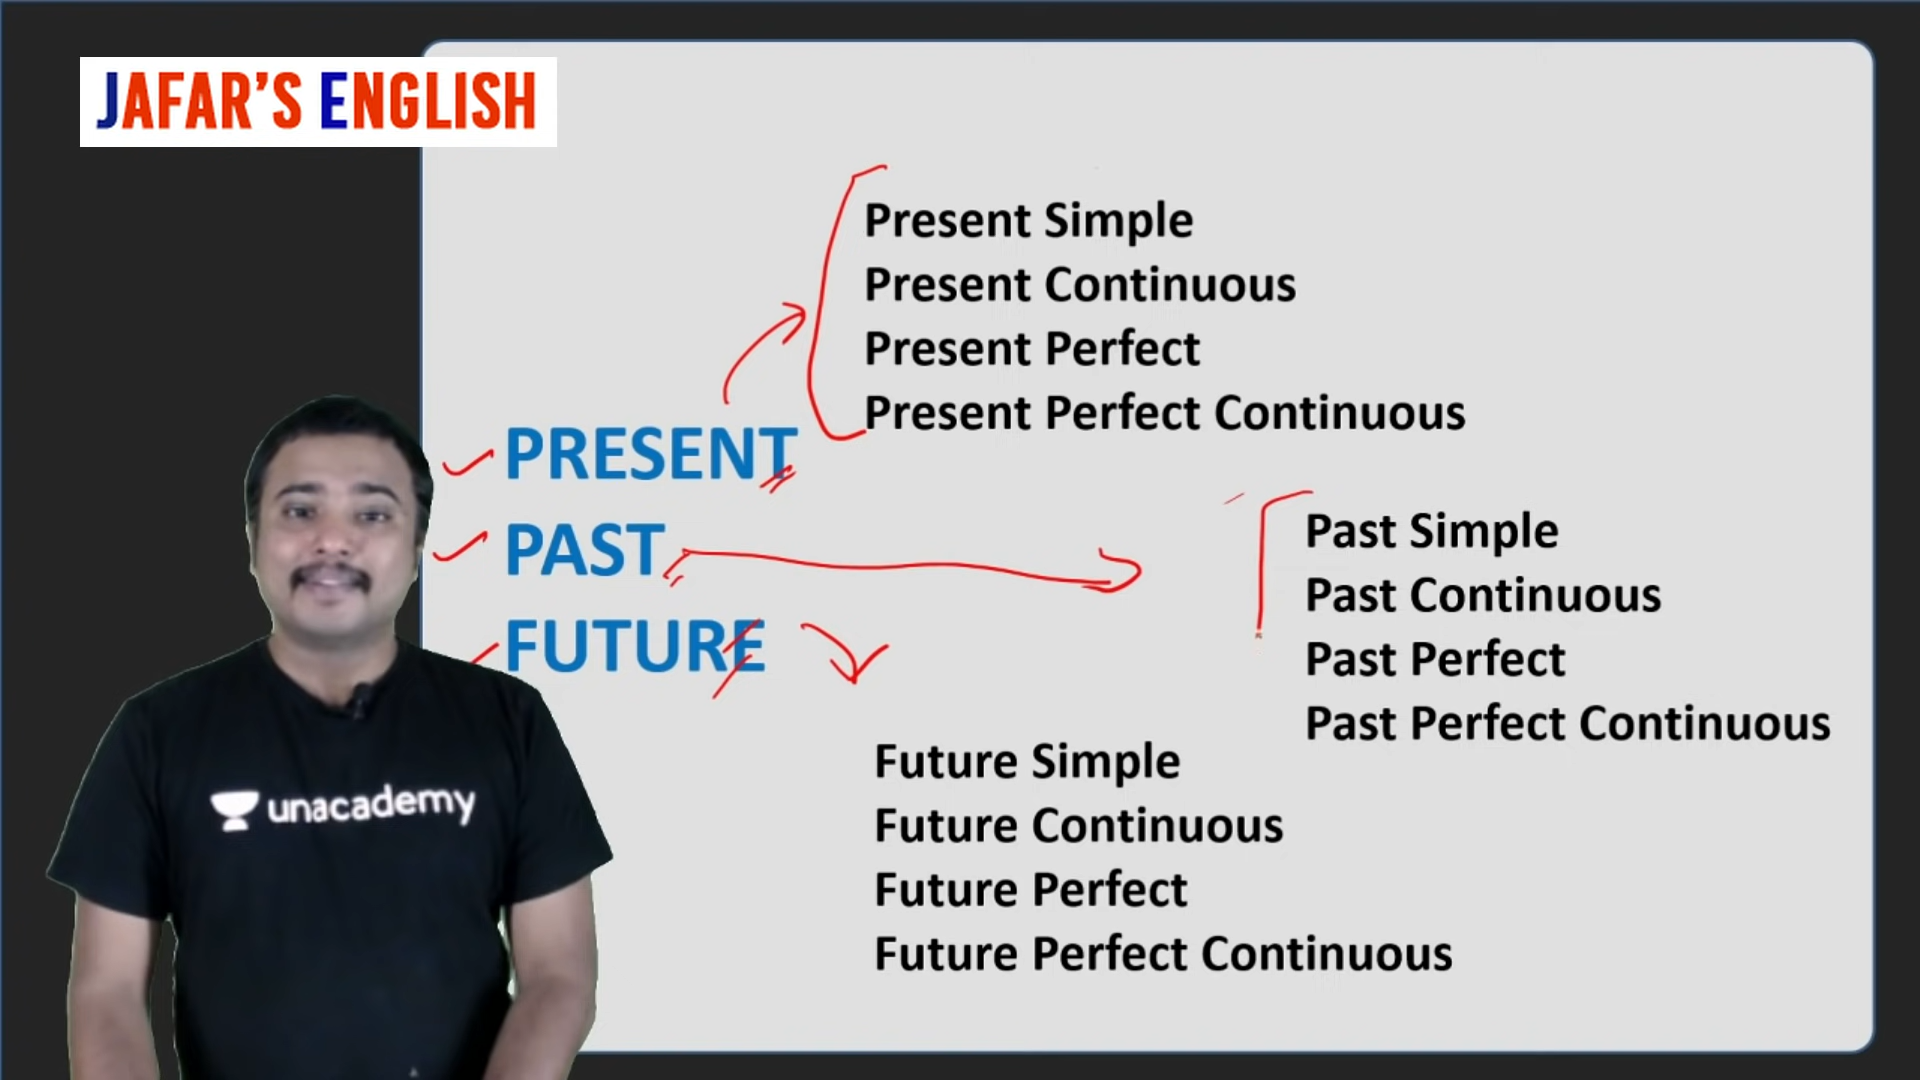 JAFAR'S ENGLISH
Present Simple
Present Continuous
Present Perfect
Present Perfect Continuous
PRESENT
PAST
FUTURE
Past Simple
Past Continuous
Past Perfect
Past Perfect Continuous
Future Simple
Future Continuous
Future Perfect
Future Perfect Continuous
unacademy